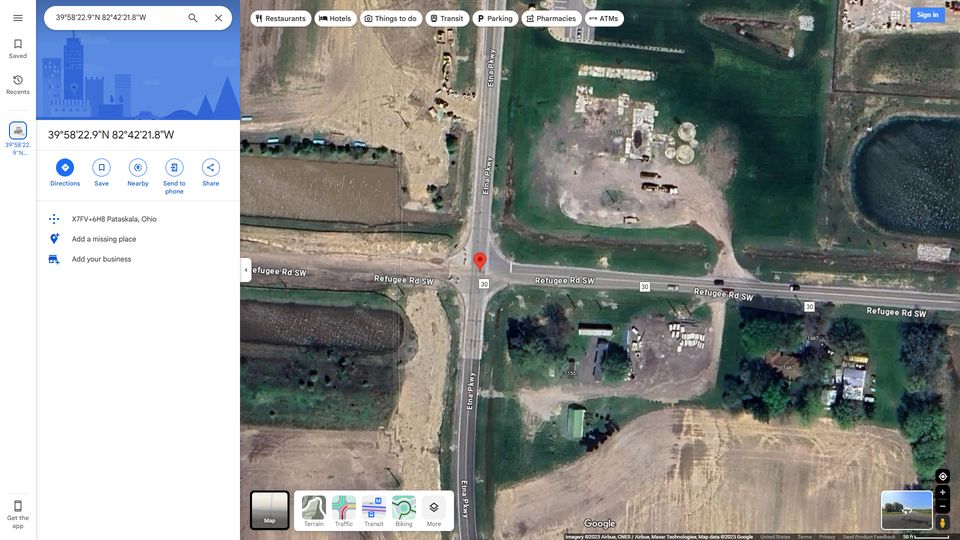 39°58'22.9"N 82°42'21.8"W
Restaurants
Hotels
Things to do
Transit
Parking
Pharmacies
ATMs
Sign in
Saved
Recents
39°58'22.
9"N...
39°58'22.9"N 82°42'21.8"W
Directions
Save
Nearby
Send to
phone
Share
X7FV+6H8 Pataskala, Ohio
Add a missing place
Add your business
Etna Pkwy
Etna Pkwy
efugee Rd SW
Refugee Rd SW
30
Refugee Rd SW
30
Refugee Rd SW
30
Refugee Rd SW
Etna Pkwy
Etna Pkwy
Get the
app
Map
Terrain
Traffic
Transit
Biking
More
Google
Imagery ©2025 Airbus, CNES / Airbus, Maxar Technologies, Map data ©2025 Google
United States
Terms
Privacy
Send Product Feedback
50 ft